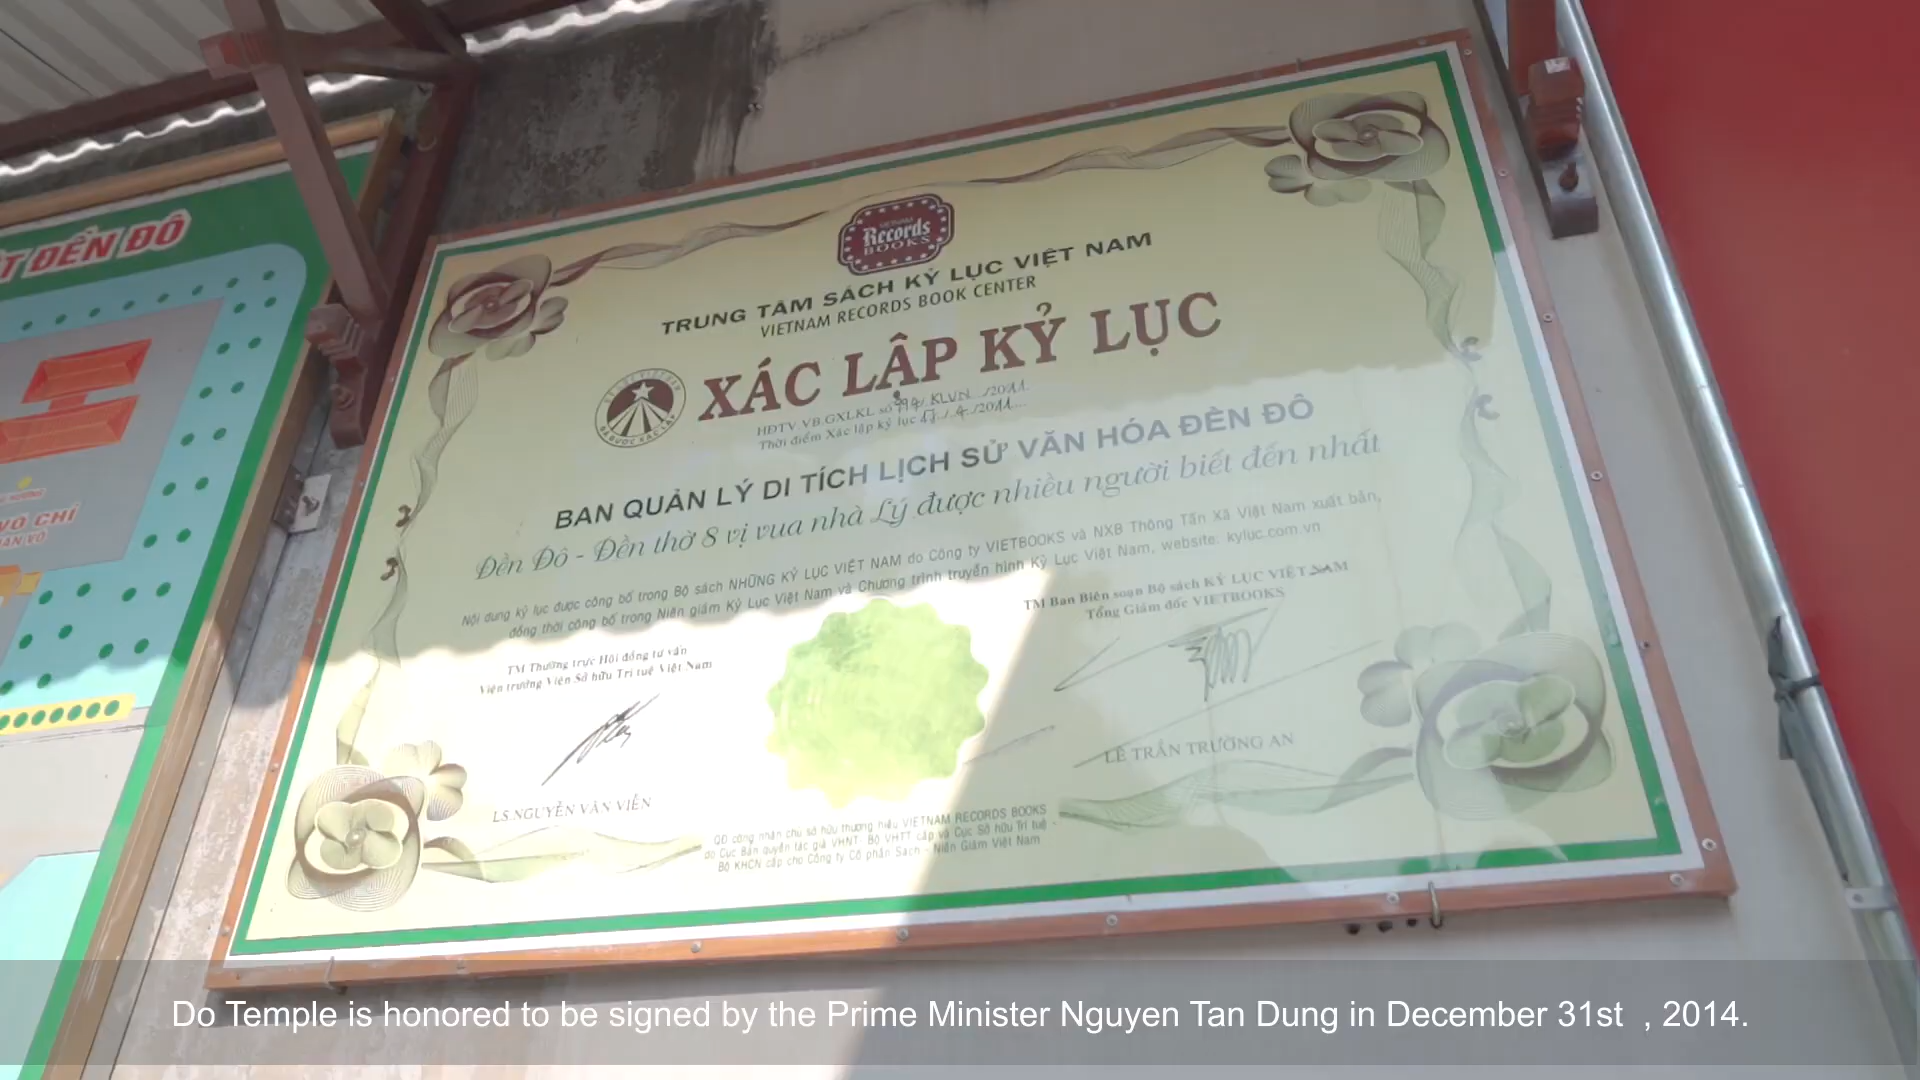 ĐỀN ĐÔ
VIETNAM
Records
BOOKS
TRUNG TÂM SÁCH KỶ LỤC VIỆT NAM
VIETNAM RECORDS BOOK CENTER
XÁC LẬP KỶ LỤC
HĐTV.VB.GXLKL số 994/.KLVN../2011.
Thời điểm Xác lập kỷ lục
BAN QUẢN LÝ DI TÍCH LỊCH SỬ VĂN HÓA ĐỀN ĐÔ
Đền Đô - Đền thờ 8 vị vua nhà Lý được nhiều người biết đến nhất
Nội dung kỷ lục được công bố trong Bộ sách NHỮNG KỶ LỤC VIỆT NAM do Công ty VIETBOOKS và NXB Thông Tấn Xã Việt Nam xuất bản,
đồng thời công bố trong Niên giám Kỷ Lục Việt Nam và Chương trình truyền hình Kỷ Lục Việt Nam, website: kyluc.com.vn
TM Thường trực Hội đồng tư vấn
Viện trưởng Viện Sở hữu Trí tuệ Việt Nam
LS.NGUYỄN VĂN VIỄN
TM Ban Biên soạn Bộ sách KỶ LỤC VIỆT NAM
Tổng Giám đốc VIETBOOKS
LÊ TRẦN TRƯỜNG AN
QĐ công nhận chủ sở hữu thương hiệu VIETNAM RECORDS BOOKS
do Cục Bản quyền tác giả VHNT- Bộ VHTT cấp và Cục Sở hữu Trí tuệ -
Bộ KHCN cấp cho Công ty Cổ phần Sách - Niên Giám Việt Nam
Do Temple is honored to be signed by the Prime Minister Nguyen Tan Dung in December 31st , 2014.